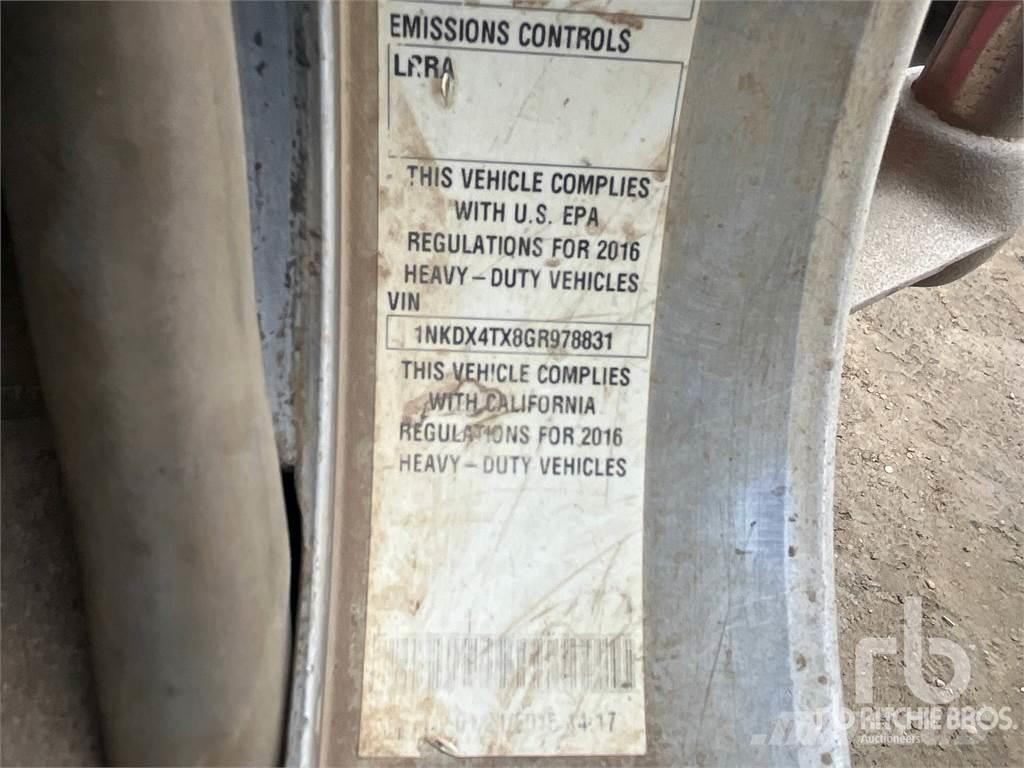 EMISSIONS CONTROLS
LRRA
THIS VEHICLE COMPLIES
WITH U.S. EPA
REGULATIONS FOR 2016
HEAVY-DUTY VEHICLES
VIN
1NKDX4TX8GR978831
THIS VEHICLE COMPLIES
WITH CALIFORNIA
REGULATIONS FOR 2016
HEAVY-DUTY VEHICLES
rb
RITCHIE BROS.
Auctioneers